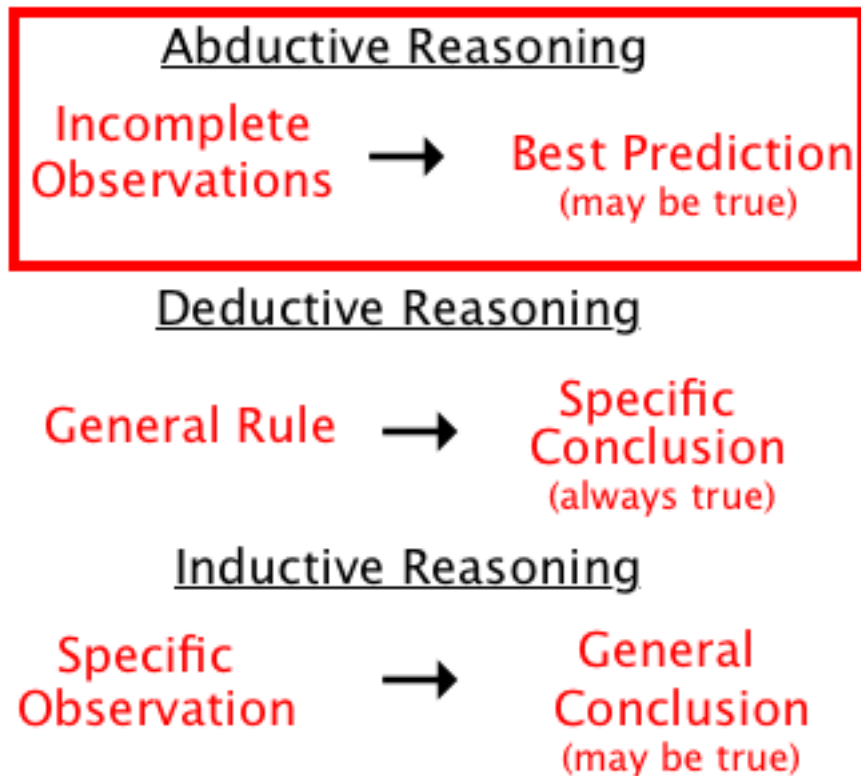 Abductive Reasoning
Incomplete
Observations
Best Prediction
(may be true)
Deductive Reasoning
General Rule
Specific
Conclusion
(always true)
Inductive Reasoning
Specific
Observation
General
Conclusion
(may be true)